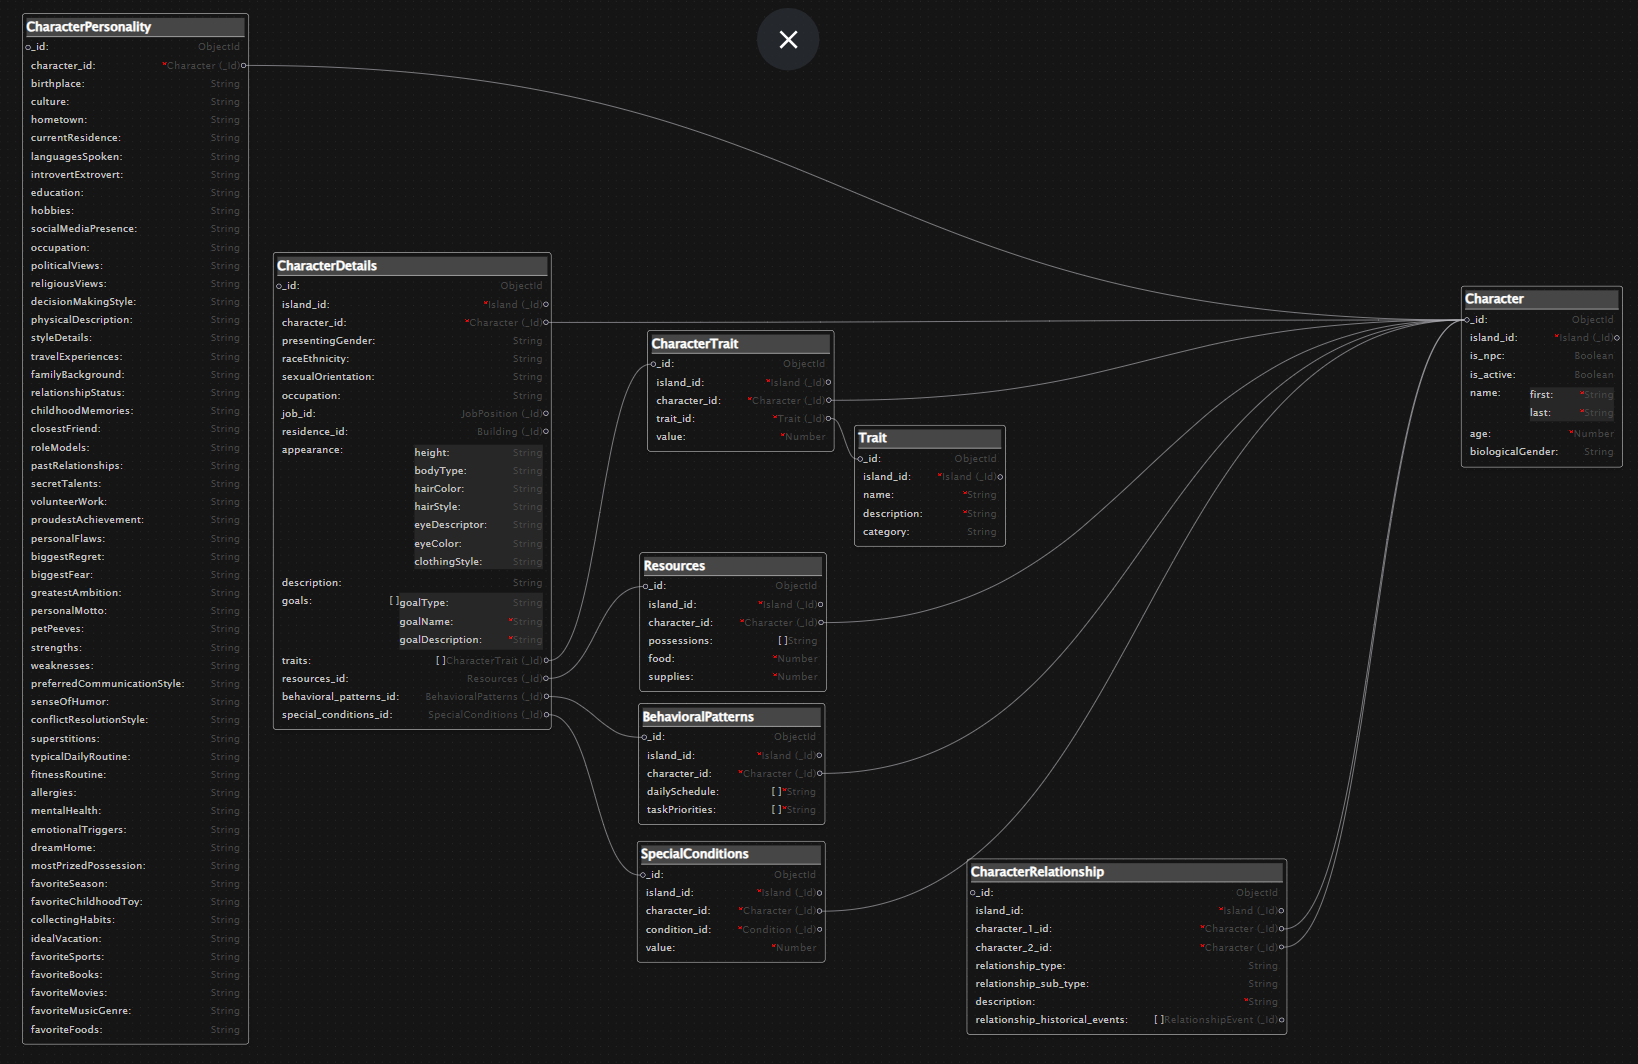 CharacterPersonality
_id: ObjectId
character_id: *Character (_Id)
birthplace: String
culture: String
hometown: String
currentResidence: String
languagesSpoken: String
introvertExtrovert: String
education: String
hobbies: String
socialMediaPresence: String
occupation: String
politicalViews: String
religiousViews: String
decisionMakingStyle: String
physicalDescription: String
styleDetails: String
travelExperiences: String
familyBackground: String
relationshipStatus: String
childhoodMemories: String
closestFriend: String
roleModels: String
pastRelationships: String
secretTalents: String
volunteerWork: String
proudestAchievement: String
personalFlaws: String
biggestRegret: String
biggestFear: String
greatestAmbition: String
personalMotto: String
petPeeves: String
strengths: String
weaknesses: String
preferredCommunicationStyle: String
senseOfHumor: String
conflictResolutionStyle: String
superstitions: String
typicalDailyRoutine: String
fitnessRoutine: String
allergies: String
mentalHealth: String
emotionalTriggers: String
dreamHome: String
mostPrizedPossession: String
favoriteSeason: String
favoriteChildhoodToy: String
collectingHabits: String
idealVacation: String
favoriteSports: String
favoriteBooks: String
favoriteMovies: String
favoriteMusicGenre: String
favoriteFoods: String
CharacterDetails
_id: ObjectId
island_id: *Island (_Id)
character_id: *Character (_Id)
presentingGender: String
raceEthnicity: String
sexualOrientation: String
occupation: String
job_id: JobPosition (_Id)
residence_id: Building (_Id)
appearance: height: String
bodyType: String
hairColor: String
hairStyle: String
eyeDescriptor: String
eyeColor: String
clothingStyle: String
description: String
goals: [] goalType: String
goalName: *String
goalDescription: *String
traits: []CharacterTrait (_Id)
resources_id: Resources (_Id)
behavioral_patterns_id: BehavioralPatterns (_Id)
special_conditions_id: SpecialConditions (_Id)
CharacterTrait
_id: ObjectId
island_id: *Island (_Id)
character_id: *Character (_Id)
trait_id: *Trait (_Id)
value: *Number
Trait
_id: ObjectId
island_id: *Island (_Id)
name: *String
description: *String
category: String
Resources
_id: ObjectId
island_id: *Island (_Id)
character_id: *Character (_Id)
possessions: []String
food: *Number
supplies: *Number
BehavioralPatterns
_id: ObjectId
island_id: *Island (_Id)
character_id: *Character (_Id)
dailySchedule: []*String
taskPriorities: []*String
SpecialConditions
_id: ObjectId
island_id: *Island (_Id)
character_id: *Character (_Id)
condition_id: *Condition (_Id)
value: *Number
CharacterRelationship
_id: ObjectId
island_id: *Island (_Id)
character_1_id: *Character (_Id)
character_2_id: *Character (_Id)
relationship_type: String
relationship_sub_type: String
description: *String
relationship_historical_events: []RelationshipEvent (_Id)
Character
_id: ObjectId
island_id: *Island (_Id)
is_npc: Boolean
is_active: Boolean
name: first: *String
last: *String
age: *Number
biologicalGender: String